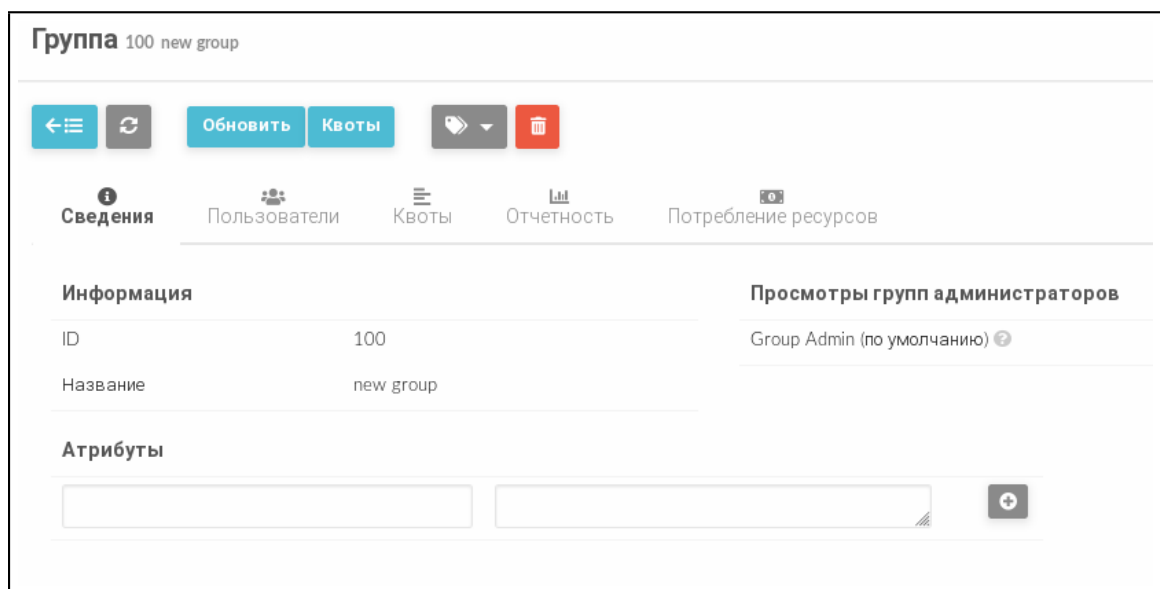 Группа 100 new group
Обновить Квоты
Сведения Пользователи Квоты Отчетность Потребление ресурсов
Информация Просмотры групп администраторов
ID 100 Group Admin (по умолчанию)
Название new group
Атрибуты